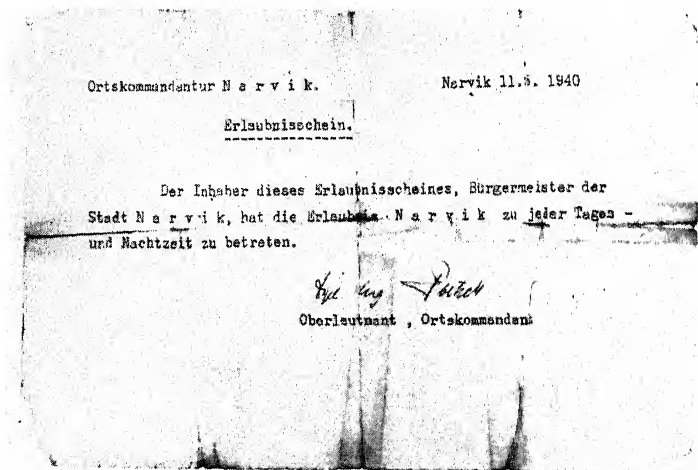 Ortskommandantur N a r v i k. Narvik 11.5. 1940
Erlaubnisschein.
Der Inhaber dieses Erlaubnisscheines, Bürgermeister der
Stadt N a r v i k, hat die Erlaubnis N a r v i k zu jeder Tages -
und Nachtzeit zu betreten.
Oberleutnant , Ortskommandant